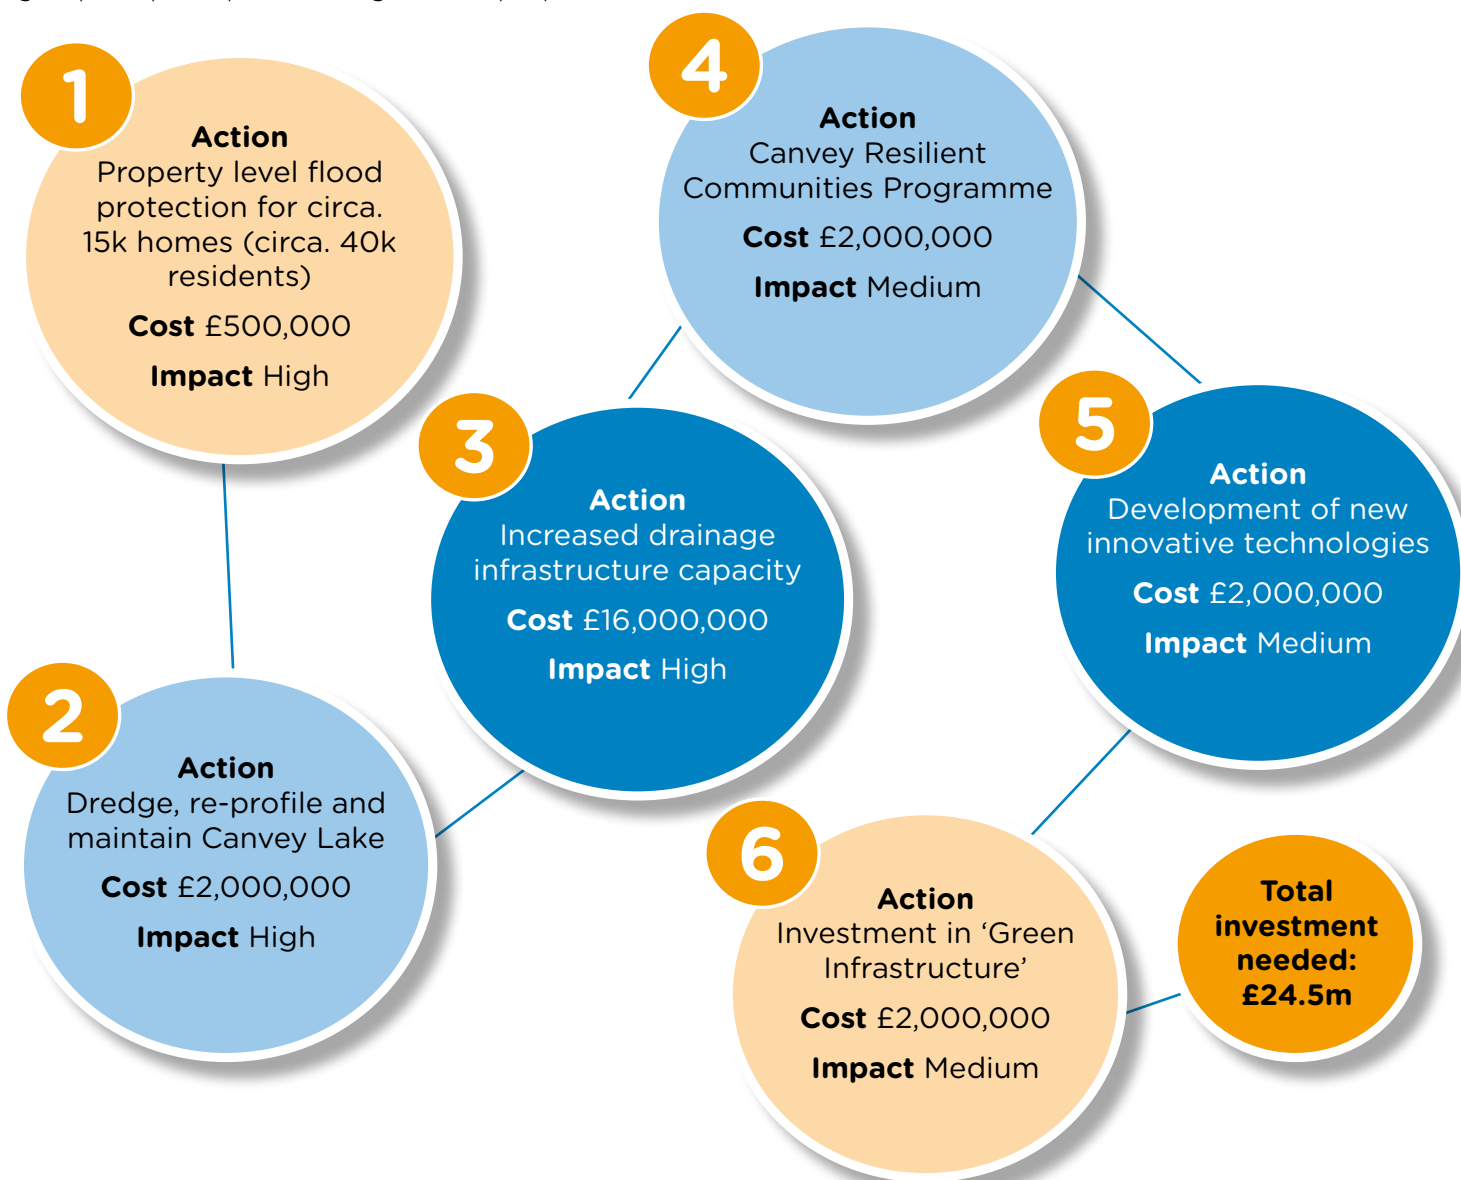 1
Action
Property level flood
protection for circa.
15k homes (circa. 40k
residents)
Cost £500,000
Impact High
2
Action
Dredge, re-profile and
maintain Canvey Lake
Cost £2,000,000
Impact High
3
Action
Increased drainage
infrastructure capacity
Cost £16,000,000
Impact High
4
Action
Canvey Resilient
Communities Programme
Cost £2,000,000
Impact Medium
5
Action
Development of new
innovative technologies
Cost £2,000,000
Impact Medium
6
Action
Investment in ‘Green
Infrastructure’
Cost £2,000,000
Impact Medium
Total
investment
needed:
£24.5m